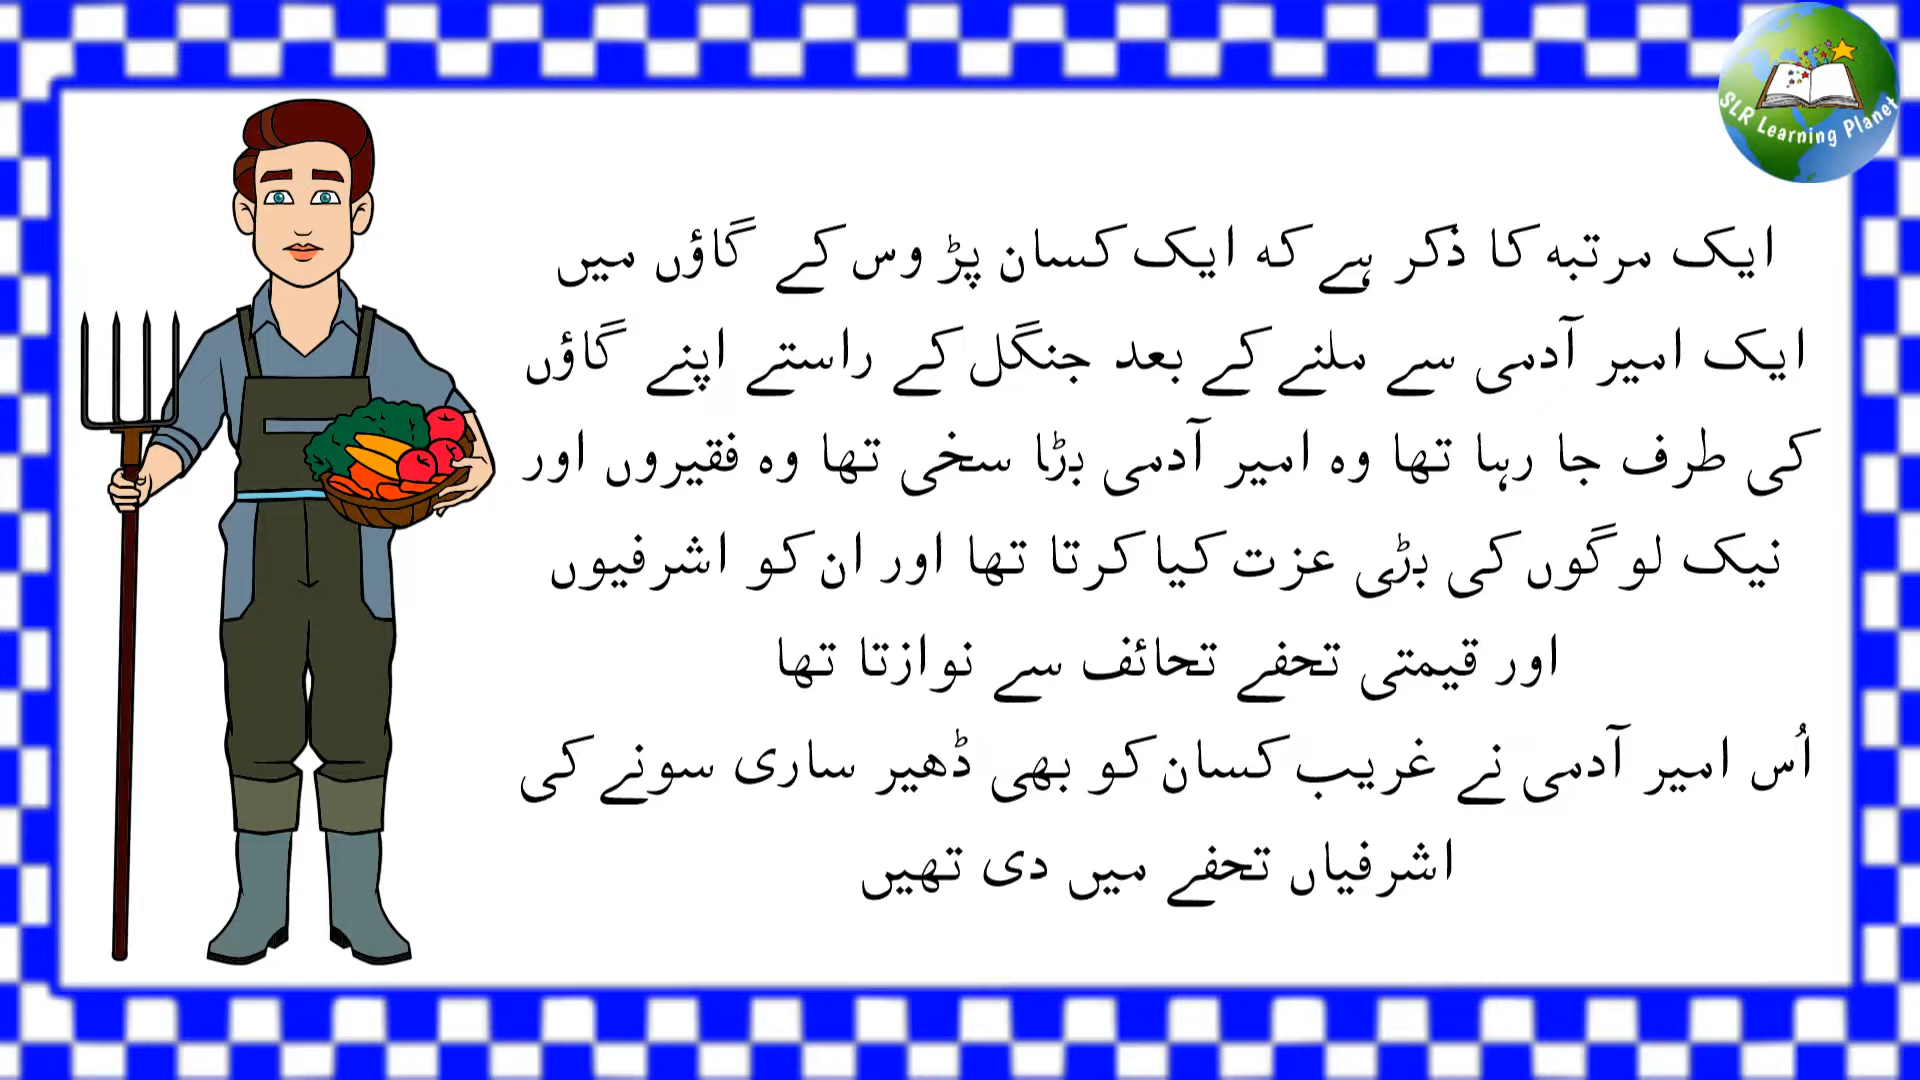 SLR Learning Planet
ایک مرتبہ کا ذکر ہے کہ ایک کسان پڑ وس کے گاؤں میں
ایک امیر آدمی سے ملنے کے بعد جنگل کے راستے اپنے گاؤں
کی طرف جا رہا تھا وہ امیر آدمی بڑا سخی تھا وہ فقیروں اور
نیک لوگوں کی بڑی عزت کیا کرتا تھا اور ان کو اشرفیوں
اور قیمتی تحفے تحائف سے نوازتا تھا
اُس امیر آدمی نے غریب کسان کو بھی ڈھیر ساری سونے کی
اشرفیاں تحفے میں دی تھیں